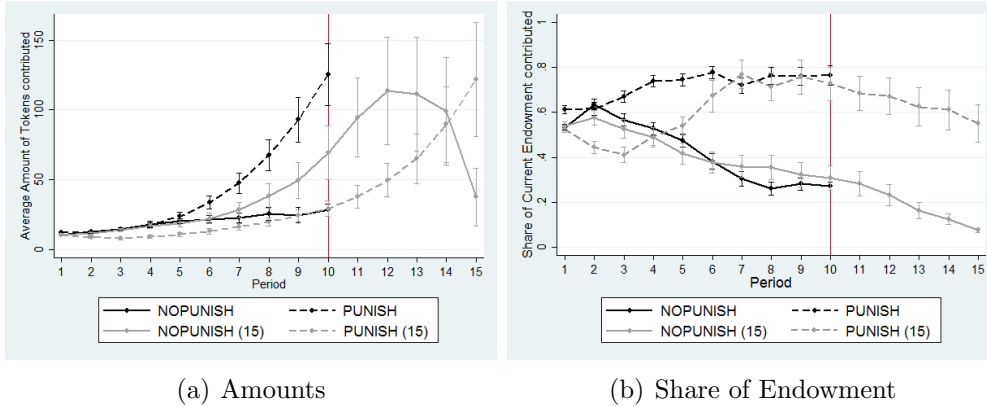 Average Amount of Tokens contributed
150
100
50
0
1 2 3 4 5 6 7 8 9 10 11 12 13 14 15
Period
NOPUNISH PUNISH
NOPUNISH (15) PUNISH (15)
(a) Amounts
Share of Current Endowment contributed
1
.8
.6
.4
.2
0
1 2 3 4 5 6 7 8 9 10 11 12 13 14 15
Period
NOPUNISH PUNISH
NOPUNISH (15) PUNISH (15)
(b) Share of Endowment